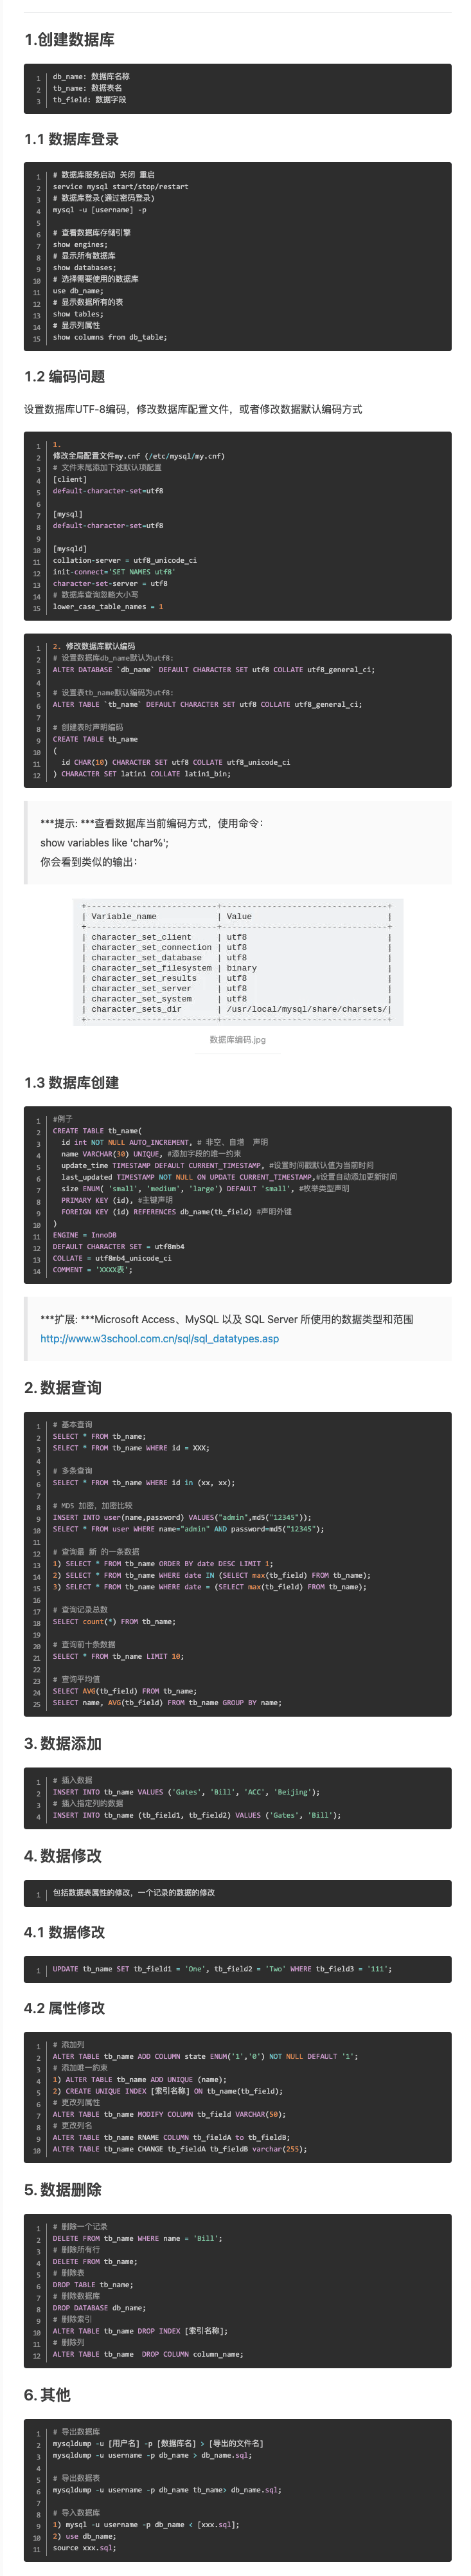 1.创建数据库
1 db_name: 数据库名称
2 tb_name: 数据表名
3 tb_field: 数据字段
1.1 数据库登录
1 # 数据库服务启动 关闭 重启
2 service mysql start/stop/restart
3 # 数据库登录(通过密码登录)
4 mysql -u [username] -p
5
6 # 查看数据库存储引擎
7 show engines;
8 # 显示所有数据库
9 show databases;
10 # 选择需要使用的数据库
11 use db_name;
12 # 显示数据所有的表
13 show tables;
14 # 显示列属性
15 show columns from db_table;
1.2 编码问题
设置数据库UTF-8编码，修改数据库配置文件，或者修改数据默认编码方式
1 1.
2 修改全局配置文件my.cnf (/etc/mysql/my.cnf)
3 # 文件末尾添加下述默认项配置
4 [client]
5 default-character-set=utf8
6
7 [mysql]
8 default-character-set=utf8
9
10 [mysqld]
11 collation-server = utf8_unicode_ci
12 init-connect='SET NAMES utf8'
13 character-set-server = utf8
14 # 数据库查询忽略大小写
15 lower_case_table_names = 1
1 2. 修改数据库默认编码
2 # 设置数据库db_name默认为utf8:
3 ALTER DATABASE `db_name` DEFAULT CHARACTER SET utf8 COLLATE utf8_general_ci;
4
5 # 设置表tb_name默认编码为utf8:
6 ALTER TABLE `tb_name` DEFAULT CHARACTER SET utf8 COLLATE utf8_general_ci;
7
8 # 创建表时声明编码
9 CREATE TABLE tb_name
10 (
11 id CHAR(10) CHARACTER SET utf8 COLLATE utf8_unicode_ci
12 ) CHARACTER SET latin1 COLLATE latin1_bin;
***提示: ***查看数据库当前编码方式，使用命令：
show variables like 'char%';
你会看到类似的输出：
+--------------------------+---------------------------------+
| Variable_name | Value |
+--------------------------+---------------------------------+
| character_set_client | utf8 |
| character_set_connection | utf8 |
| character_set_database | utf8 |
| character_set_filesystem | binary |
| character_set_results | utf8 |
| character_set_server | utf8 |
| character_set_system | utf8 |
| character_sets_dir | /usr/local/mysql/share/charsets/|
+--------------------------+---------------------------------+
数据库编码.jpg
1.3 数据库创建
1 #例子
2 CREATE TABLE tb_name(
3 id int NOT NULL AUTO_INCREMENT, # 非空、自增 声明
4 name VARCHAR(30) UNIQUE, #添加字段的唯一约束
5 update_time TIMESTAMP DEFAULT CURRENT_TIMESTAMP, #设置时间戳默认值为当前时间
6 last_updated TIMESTAMP NOT NULL ON UPDATE CURRENT_TIMESTAMP,#设置自动添加更新时间
7 size ENUM( 'small', 'medium', 'large') DEFAULT 'small', #枚举类型声明
8 PRIMARY KEY (id), #主键声明
9 FOREIGN KEY (id) REFERENCES db_name(tb_field) #声明外键
10 )
11 ENGINE = InnoDB
12 DEFAULT CHARACTER SET = utf8mb4
13 COLLATE = utf8mb4_unicode_ci
14 COMMENT = 'XXXX表';
***扩展: ***Microsoft Access、MySQL 以及 SQL Server 所使用的数据类型和范围
http://www.w3school.com.cn/sql/sql_datatypes.asp
2. 数据查询
1 # 基本查询
2 SELECT * FROM tb_name;
3 SELECT * FROM tb_name WHERE id = XXX;
4
5 # 多条查询
6 SELECT * FROM tb_name WHERE id in (xx, xx);
7
8 # MD5 加密，加密比较
9 INSERT INTO user(name,password) VALUES("admin",md5("12345"));
10 SELECT * FROM user WHERE name="admin" AND password=md5("12345");
11
12 # 查询最 新 的一条数据
13 1) SELECT * FROM tb_name ORDER BY date DESC LIMIT 1;
14 2) SELECT * FROM tb_name WHERE date IN (SELECT max(tb_field) FROM tb_name);
15 3) SELECT * FROM tb_name WHERE date = (SELECT max(tb_field) FROM tb_name);
16
17 # 查询记录总数
18 SELECT count(*) FROM tb_name;
19
20 # 查询前十条数据
21 SELECT * FROM tb_name LIMIT 10;
22
23 # 查询平均值
24 SELECT AVG(tb_field) FROM tb_name;
25 SELECT name, AVG(tb_field) FROM tb_name GROUP BY name;
3. 数据添加
1 # 插入数据
2 INSERT INTO tb_name VALUES ('Gates', 'Bill', 'ACC', 'Beijing');
3 # 插入指定列的数据
4 INSERT INTO tb_name (tb_field1, tb_field2) VALUES ('Gates', 'Bill');
4. 数据修改
1 包括数据表属性的修改，一个记录的数据的修改
4.1 数据修改
1 UPDATE tb_name SET tb_field1 = 'One', tb_field2 = 'Two' WHERE tb_field3 = '111';
4.2 属性修改
1 # 添加列
2 ALTER TABLE tb_name ADD COLUMN state ENUM('1','0') NOT NULL DEFAULT '1';
3 # 添加唯一约束
4 1) ALTER TABLE tb_name ADD UNIQUE (name);
5 2) CREATE UNIQUE INDEX [索引名称] ON tb_name(tb_field);
6 # 更改列属性
7 ALTER TABLE tb_name MODIFY COLUMN tb_field VARCHAR(50);
8 # 更改列名
9 ALTER TABLE tb_name RNAME COLUMN tb_fieldA to tb_fieldB;
10 ALTER TABLE tb_name CHANGE tb_fieldA tb_fieldB varchar(255);
5. 数据删除
1 # 删除一个记录
2 DELETE FROM tb_name WHERE name = 'Bill';
3 # 删除所有行
4 DELETE FROM tb_name;
5 # 删除表
6 DROP TABLE tb_name;
7 # 删除数据库
8 DROP DATABASE db_name;
9 # 删除索引
10 ALTER TABLE tb_name DROP INDEX [索引名称];
11 # 删除列
12 ALTER TABLE tb_name DROP COLUMN column_name;
6. 其他
1 # 导出数据库
2 mysqldump -u [用户名] -p [数据库名] > [导出的文件名]
3 mysqldump -u username -p db_name > db_name.sql;
4
5 # 导出数据表
6 mysqldump -u username -p db_name tb_name> db_name.sql;
7
8 # 导入数据库
9 1) mysql -u username -p db_name < [xxx.sql];
10 2) use db_name;
11 source xxx.sql;